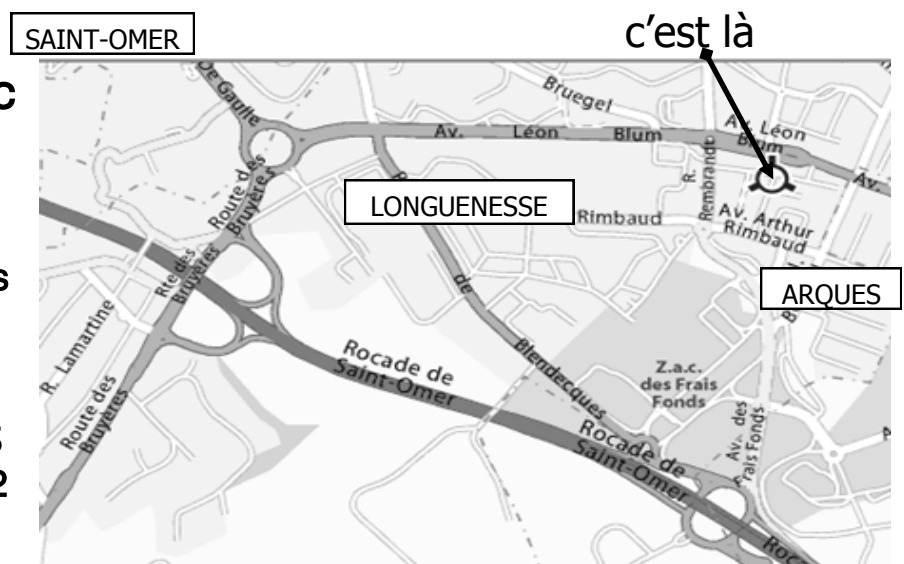 SAINT-OMER
c'est là
C
De Gaulle
Bruegel
Av. Léon Blum
Av. Léon
Blum
Av.
Route des
Bruyères
R.
Rembrandt
LONGUENESSE
Rimbaud
Av. Arthur
Rimbaud
Rte des
Bruyères
s
de
ARQUES
B
R. Lamartine
Blendecques
Rocade de
Saint-Omer
Z.a.c.
des Frais
Fonds
Route des
Bruyères
Av. des
Frais Fonds
Rocade de
Saint-Omer
2
Roc